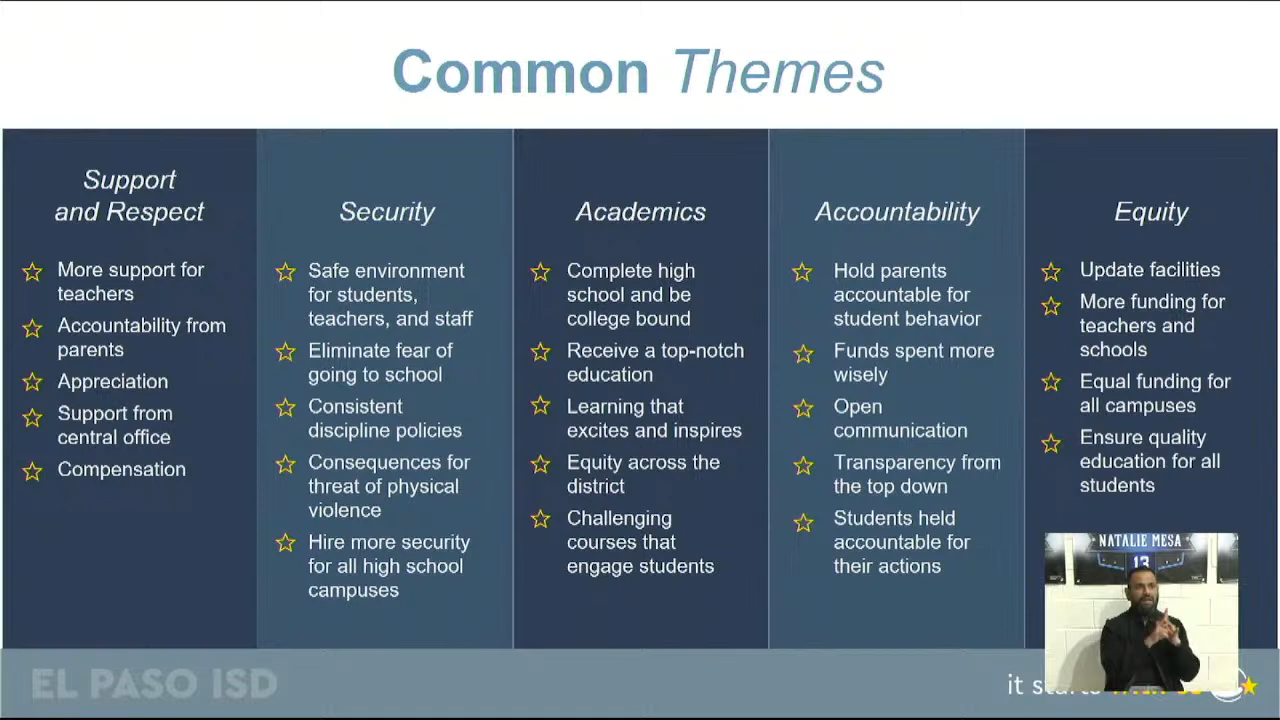 Common Themes
Support
and Respect
More support for
teachers
Accountability from
parents
Appreciation
Support from
central office
Compensation
Security
Safe environment
for students,
teachers, and staff
Eliminate fear of
going to school
Consistent
discipline policies
Consequences for
threat of physical
violence
Hire more security
for all high school
campuses
Academics
Complete high
school and be
college bound
Receive a top-notch
education
Learning that
excites and inspires
Equity across the
district
Challenging
courses that
engage students
Accountability
Hold parents
accountable for
student behavior
Funds spent more
wisely
Open
communication
Transparency from
the top down
Students held
accountable for
their actions
Equity
Update facilities
More funding for
teachers and
schools
Equal funding for
all campuses
Ensure quality
education for all
students
NATALIE MESA
13
EL PASO ISD
it